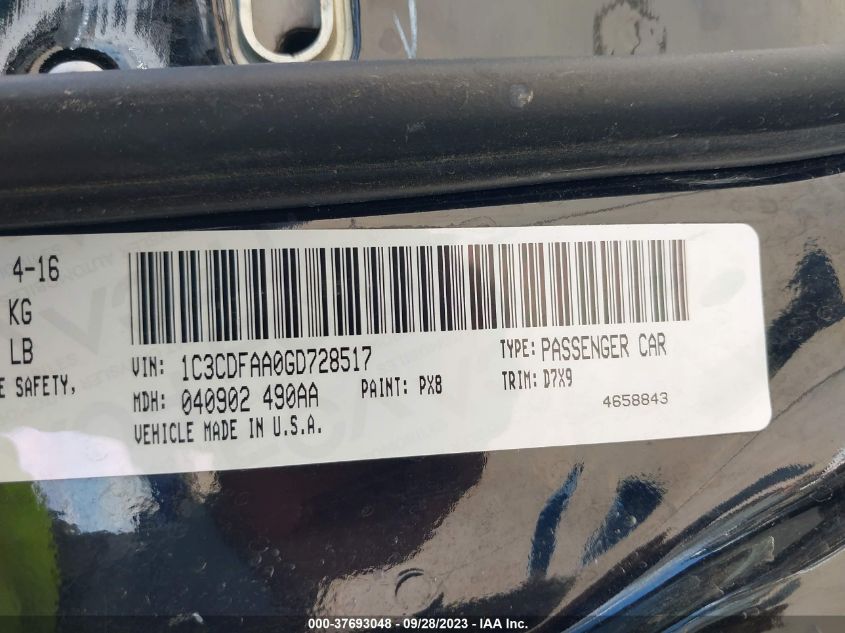 4-16
KG
LB
E SAFETY,
VIN: 1C3CDFAA0GD728517
TYPE: PASSENGER CAR
MDH: 040902 490AA
PAINT: PX8
TRIM: D7X9
VEHICLE MADE IN U.S.A.
4658843
000-37693048 - 09/28/2023 - IAA Inc.